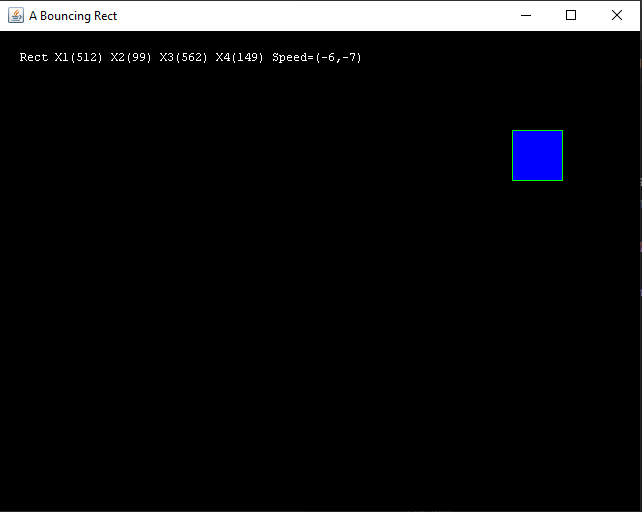 A Bouncing Rect
Rect X1(512) X2(99) X3(562) X4(149) Speed=(-6,-7)